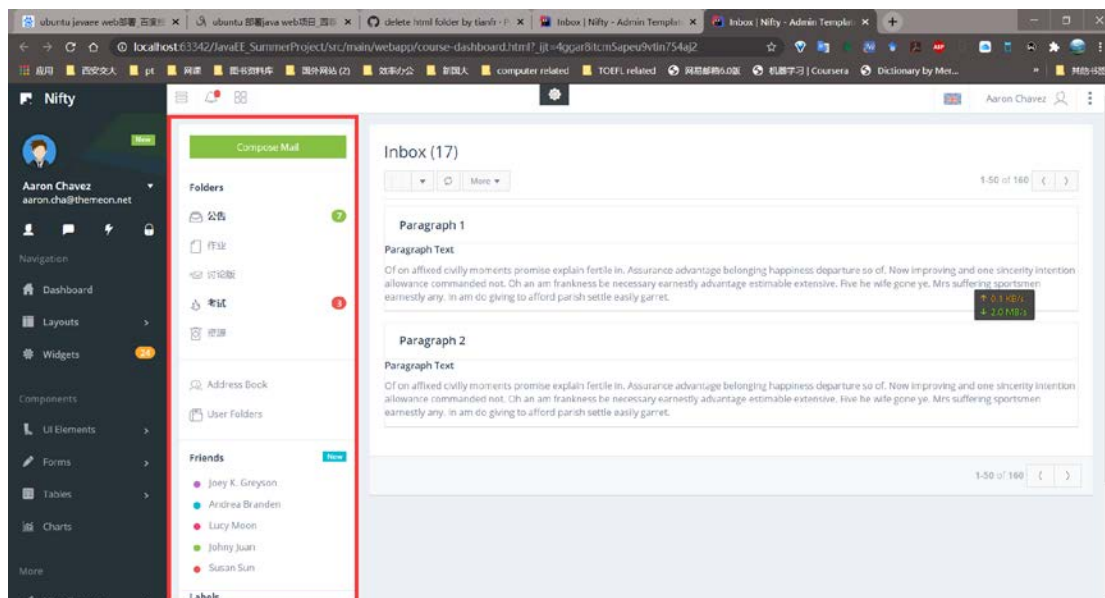 ubuntu javaee web部署_百度
ubuntu 部署java web项目_百
delete html folder by tianfr · P
Inbox | Nifty - Admin Templat
Inbox | Nifty - Admin Templat
localhost:63342/JavaEE_SummerProject/src/main/webapp/course-dashboard.html?_ijt=4ggar8itcm5apeu9vtin754aj2
应用
西安交大
pt
网课
图书资料库
国外网站 (2)
效率办公
新国人
computer related
TOEFL related
网易邮箱6.0版
机器学习 | Coursera
Dictionary by Mer...
Nifty
Aaron Chavez
New
Aaron Chavez
aaron.cha@themeon.net
Navigation
Dashboard
Layouts
Widgets
24
Components
UI Elements
Forms
Tables
Charts
More
Compose Mail
Folders
公告
7
作业
讨论版
考试
3
资源
Address Book
User Folders
Friends
New
Joey K. Greyson
Andrea Branden
Lucy Moon
Johny Juan
Susan Sun
Labels
Inbox (17)
More
1-50 of 160
Paragraph 1
Paragraph Text
Of on affixed civilly moments promise explain fertile in. Assurance advantage belonging happiness departure so of. Now improving and one sincerity intention
allowance commanded not. Oh an am frankness be necessary earnestly advantage estimable extensive. Five he wife gone ye. Mrs suffering sportsmen
earnestly any. In am do giving to afford parish settle easily garret.
↑ 0.1 KB/s
↓ 2.0 MB/s
Paragraph 2
Paragraph Text
Of on affixed civilly moments promise explain fertile in. Assurance advantage belonging happiness departure so of. Now improving and one sincerity intention
allowance commanded not. Oh an am frankness be necessary earnestly advantage estimable extensive. Five he wife gone ye. Mrs suffering sportsmen
earnestly any. In am do giving to afford parish settle easily garret.
1-50 of 160